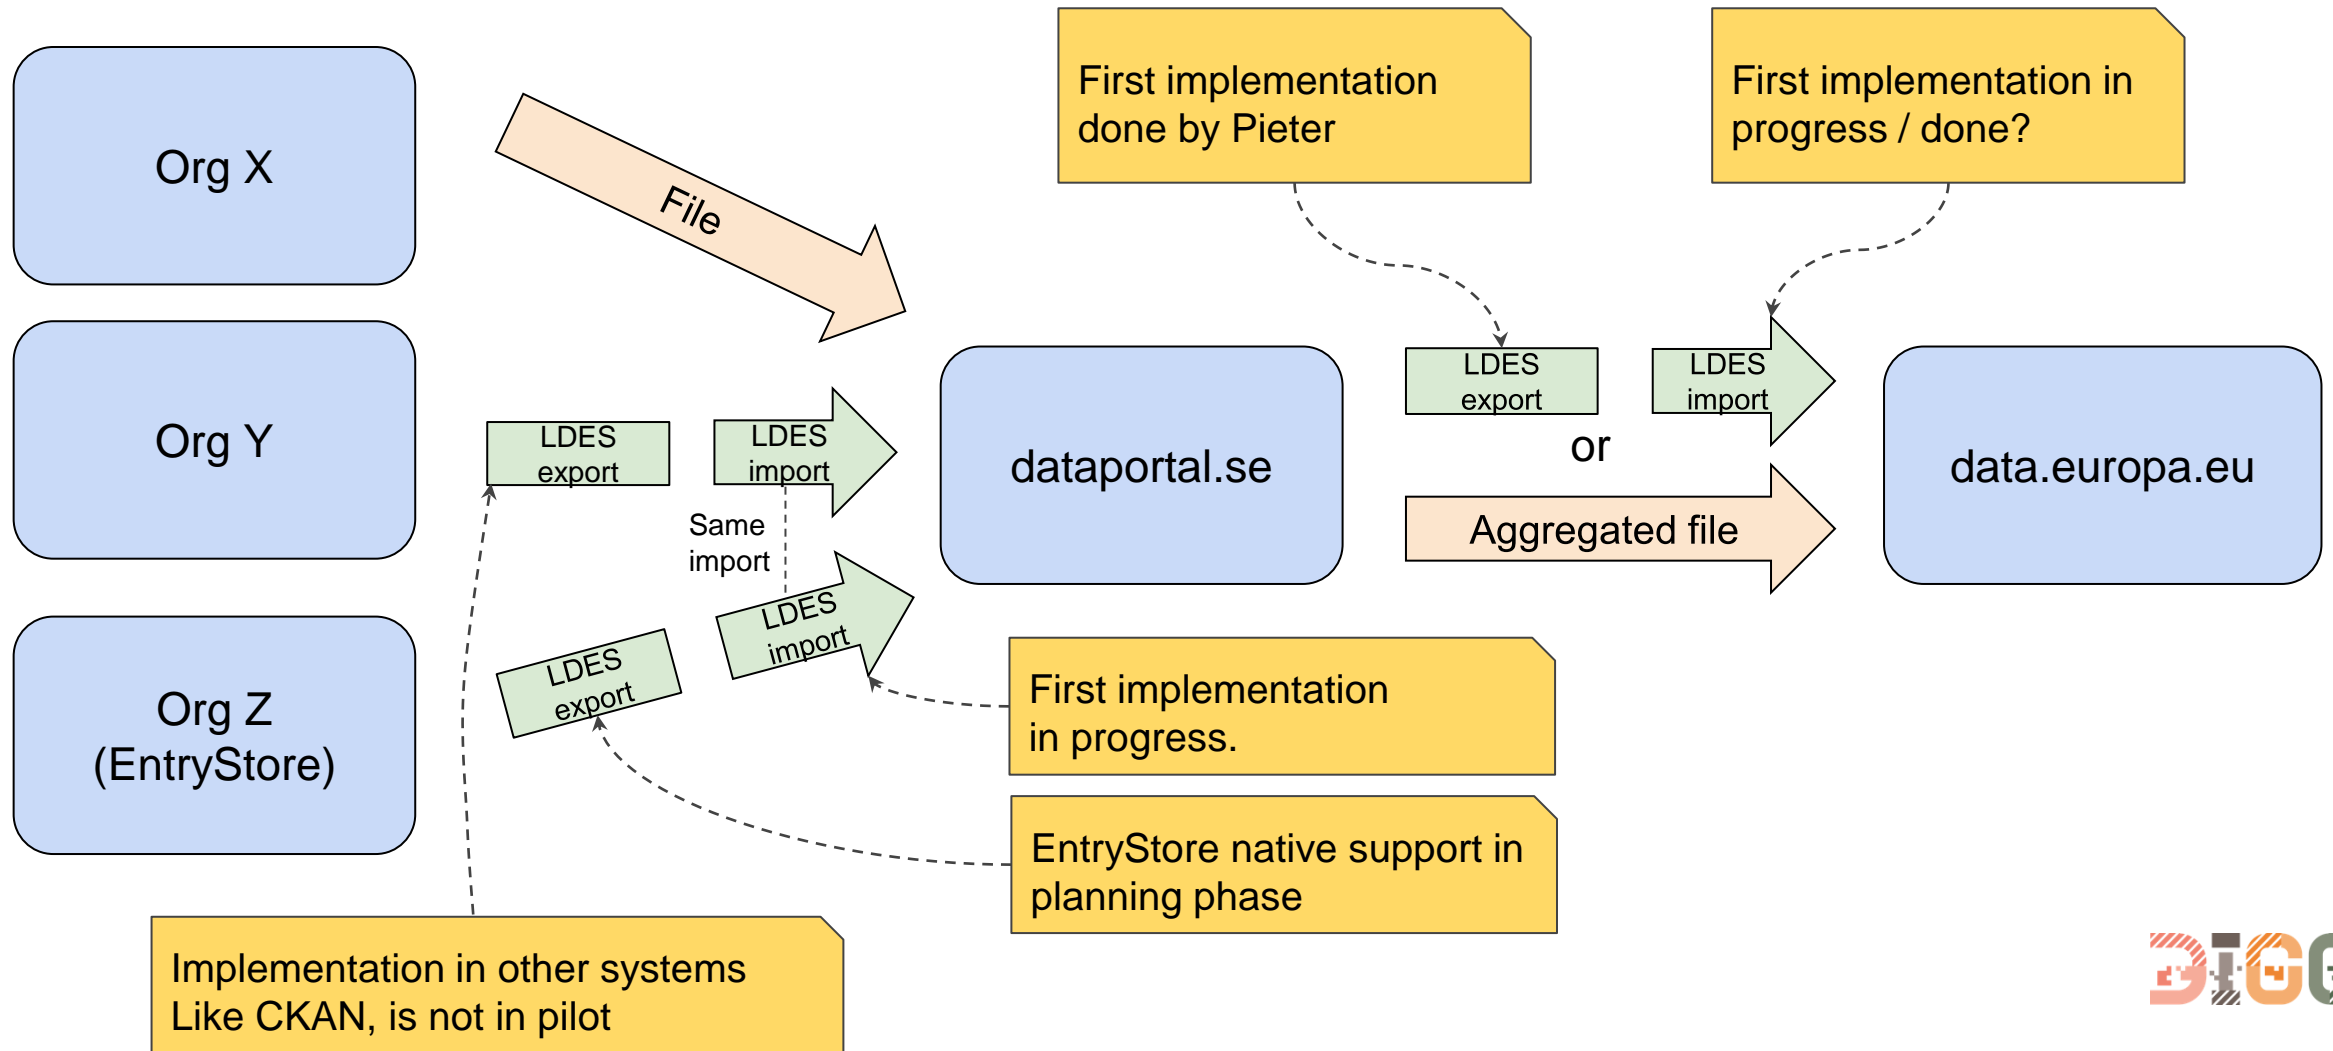 Org X
File
First implementation
done by Pieter
First implementation in
progress / done?
Org Y
LDES
export
LDES
import
Same
import
dataportal.se
LDES
export
LDES
import
or
Aggregated file
data.europa.eu
Org Z
(EntryStore)
LDES
export
LDES
import
First implementation
in progress.
EntryStore native support in
planning phase
Implementation in other systems
Like CKAN, is not in pilot
DIGG